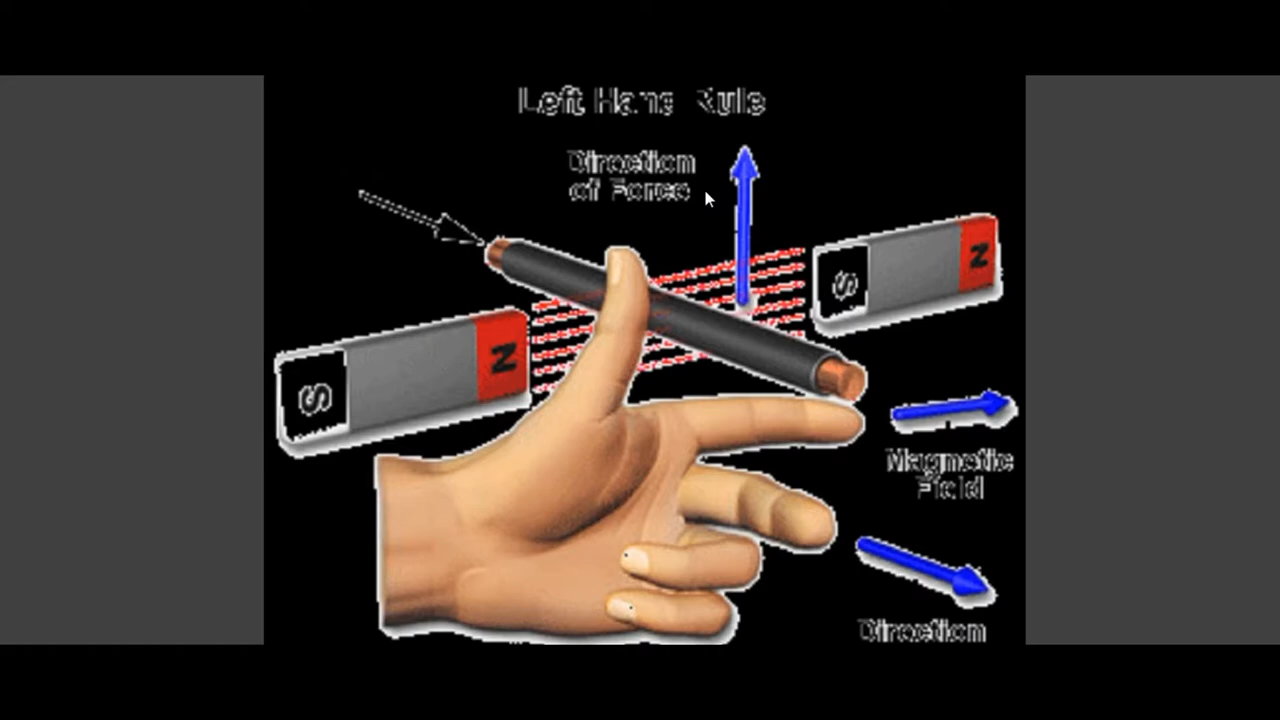 Left Hand Rule
Direction
of Force
N
S
S
N
Magnetic
Field
Direction